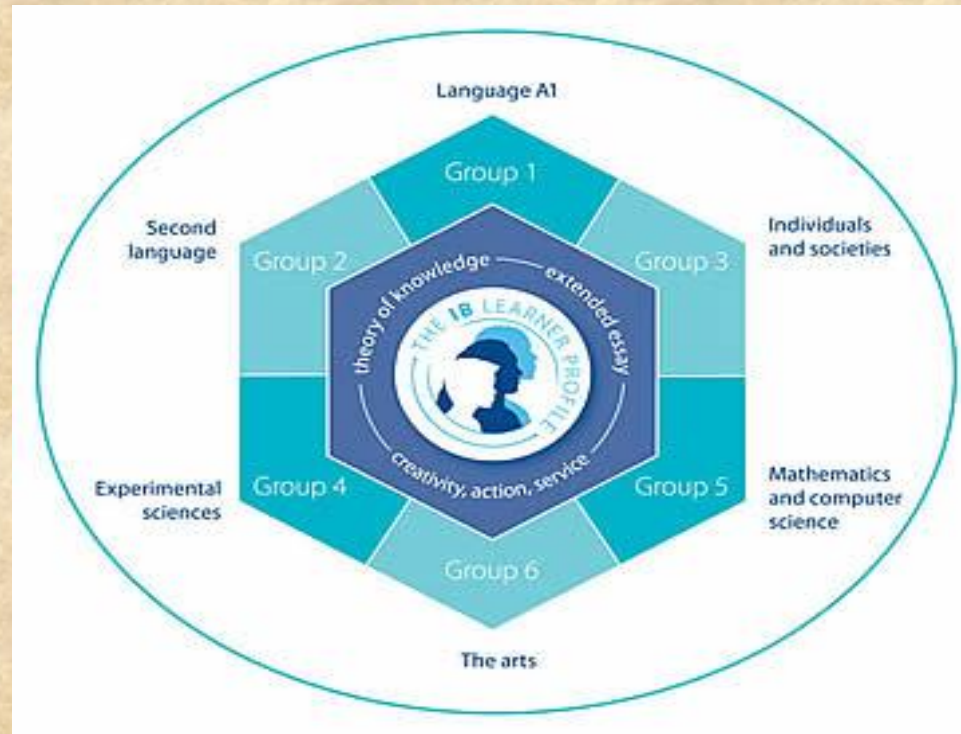 Language A1
Group 1
Second
language
Group 2
Individuals
and societies
Group 3
theory of knowledge
extended essay
THE IB LEARNER PROFILE
creativity, action, service
Experimental
sciences
Group 4
Mathematics
and computer
science
Group 5
Group 6
The arts